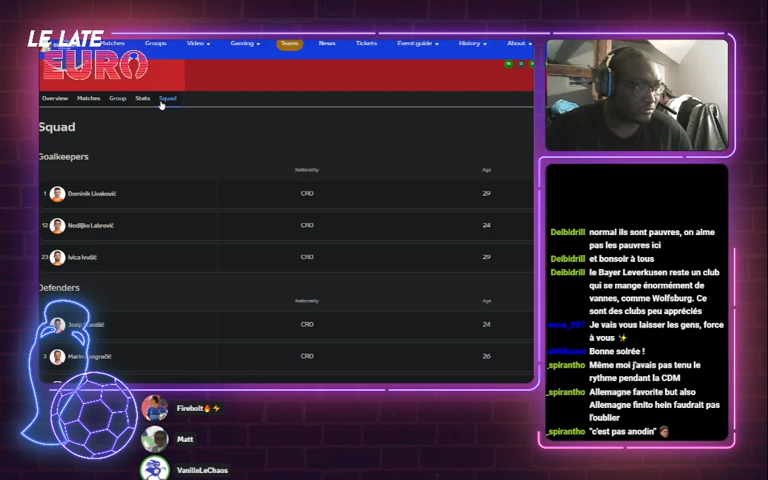 LE LATE
EURO
Matches Groups Video Gaming Teams News Tickets Event guide History About
Overview Matches Group Stats Squad
Squad
Goalkeepers
Nationality Age
1 Dominik Livaković CRO 29
12 Nediljko Labrović CRO 24
23 Ivica Ivušić CRO 29
Defenders
Nationality Age
Josip CRO 24
3 Marin CRO 26
Deibidrill normal ils sont pauvres, on aime
pas les pauvres ici
Deibidrill et bonsoir à tous
Deibidrill le Bayer Leverkusen reste un club
qui se mange énormément de
vannes, comme Wolfsburg. Ce
sont des clubs peu appréciés
Je vais vous laisser les gens, force
à vous
Bonne soirée !
_spirantho Même moi j'avais pas tenu le
rythme pendant la CDM
_spirantho Allemagne favorite but also
Allemagne finito hein faudrait pas
l'oublier
_spirantho "c'est pas anodin"
Firebolt
Matt
VanilleLeChaos